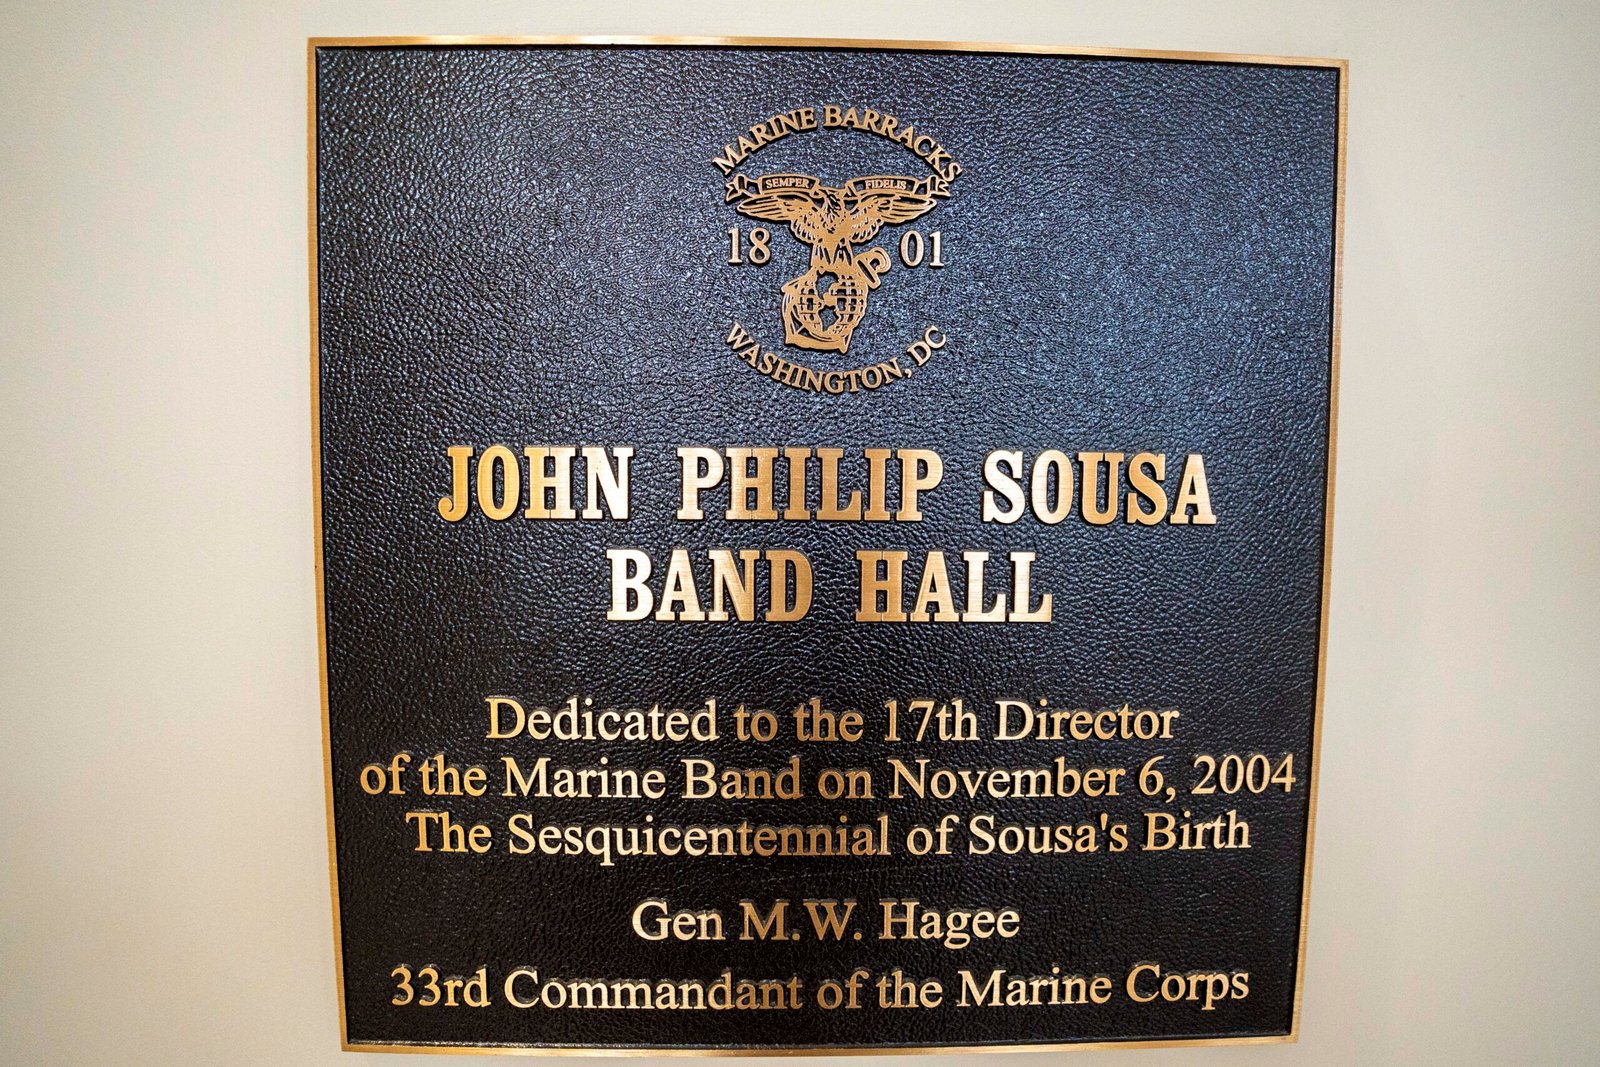 MARINE BARRACKS
SEMPER FIDELIS
18 01
WASHINGTON, DC
JOHN PHILIP SOUSA
BAND HALL
Dedicated to the 17th Director
of the Marine Band on November 6, 2004
The Sesquicentennial of Sousa's Birth
Gen M.W. Hagee
33rd Commandant of the Marine Corps